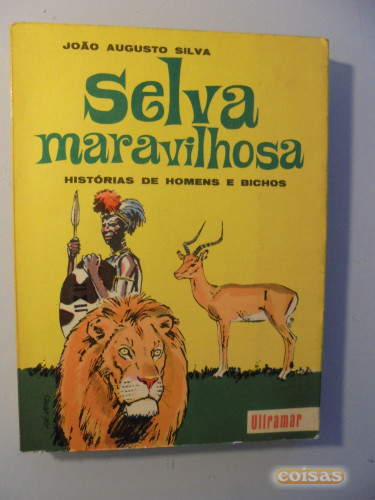 JOÃO AUGUSTO SILVA
Selva
maravilhosa
HISTÓRIAS DE HOMENS E BICHOS
Ultramar
coisas